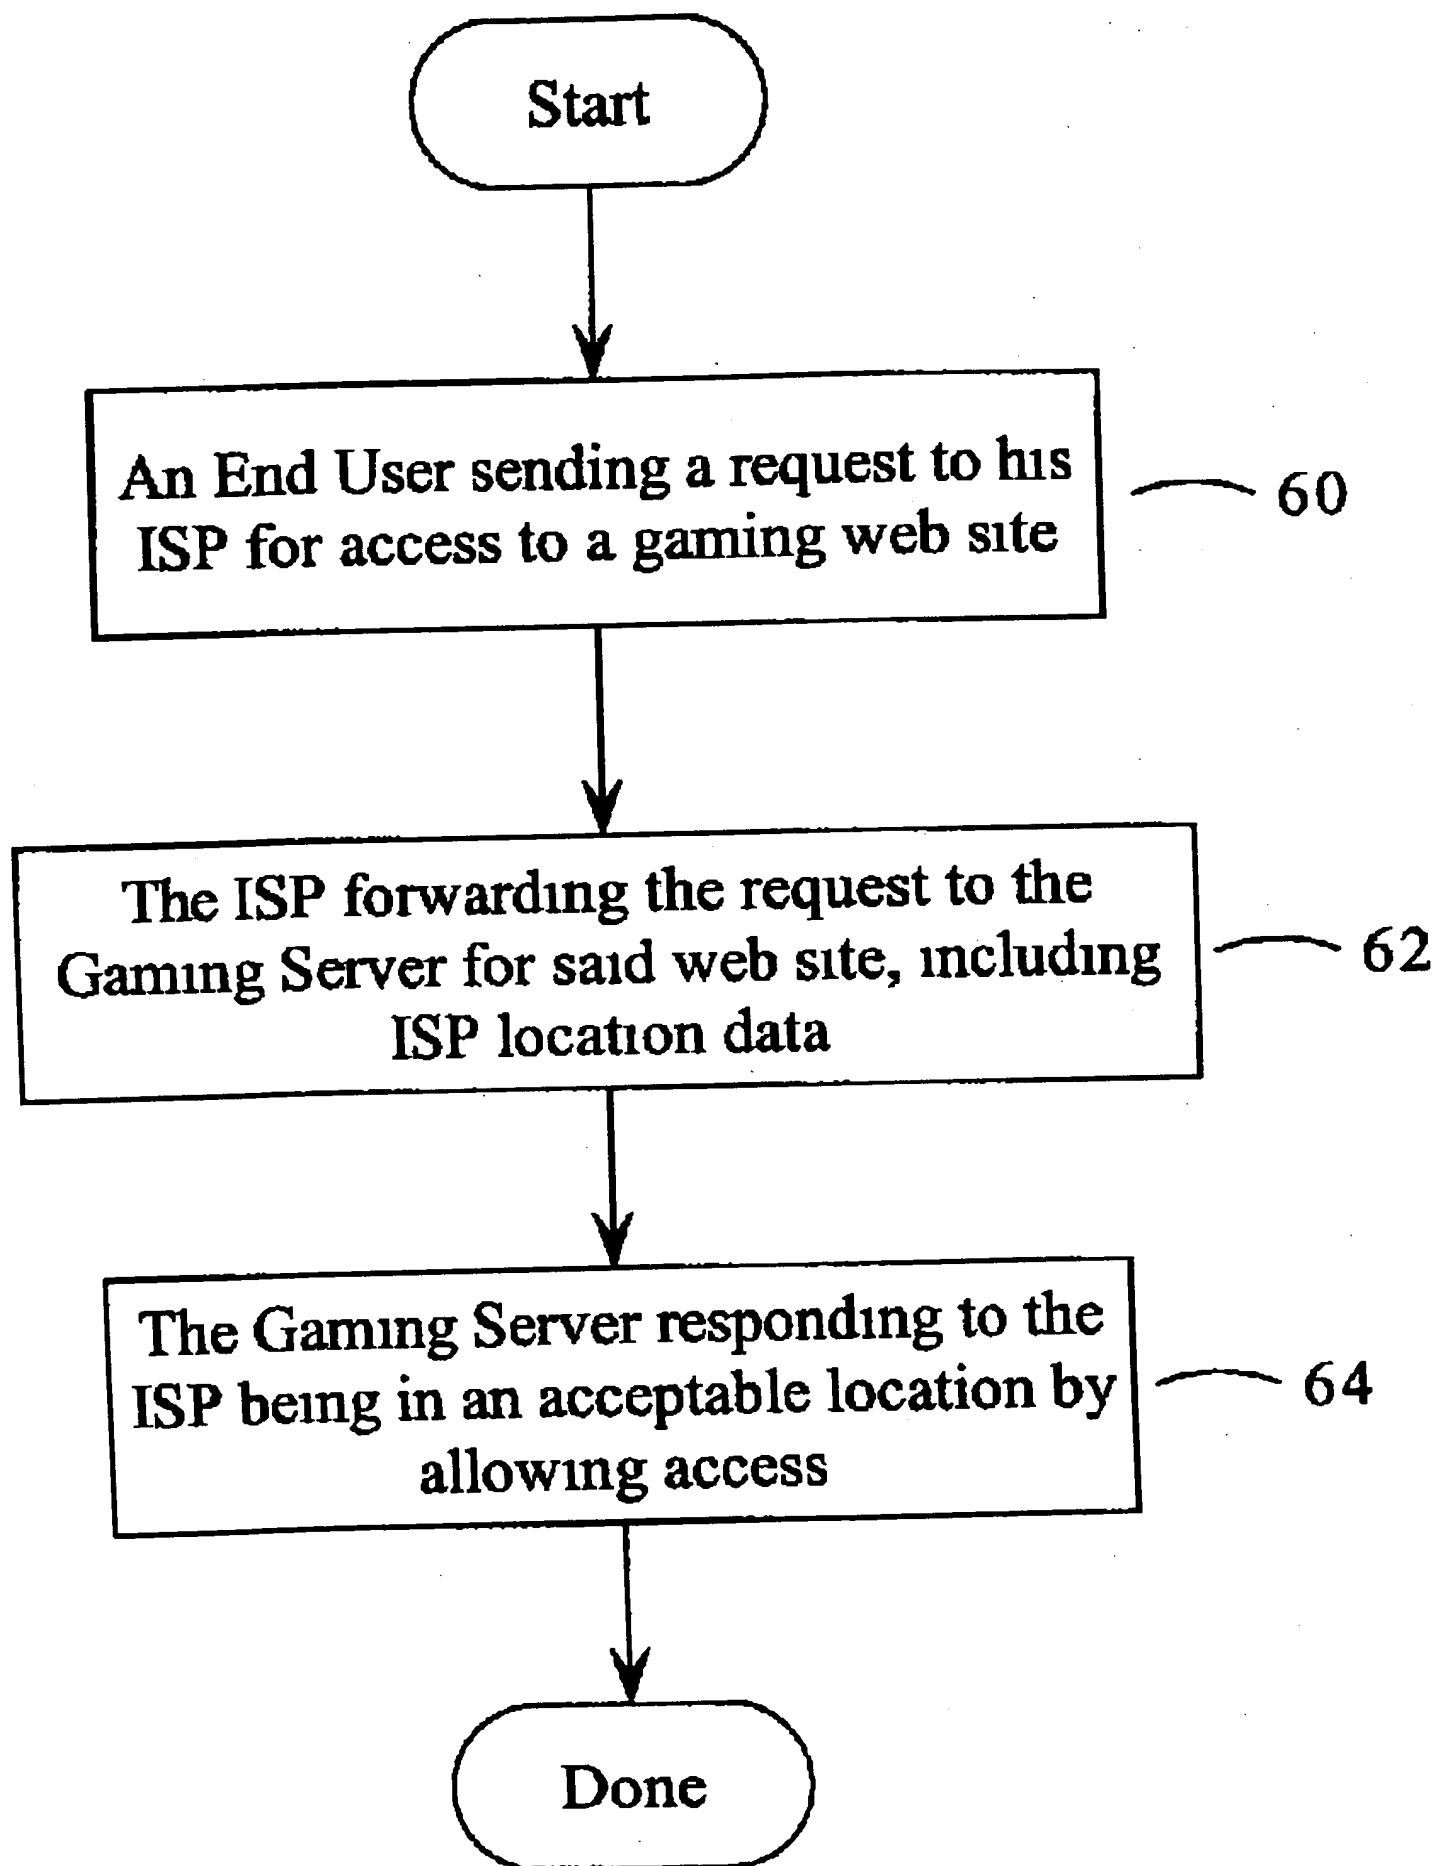 Start
An End User sending a request to his
ISP for access to a gaming web site
60
The ISP forwarding the request to the
Gaming Server for said web site, including
ISP location data
62
The Gaming Server responding to the
ISP being in an acceptable location by
allowing access
64
Done